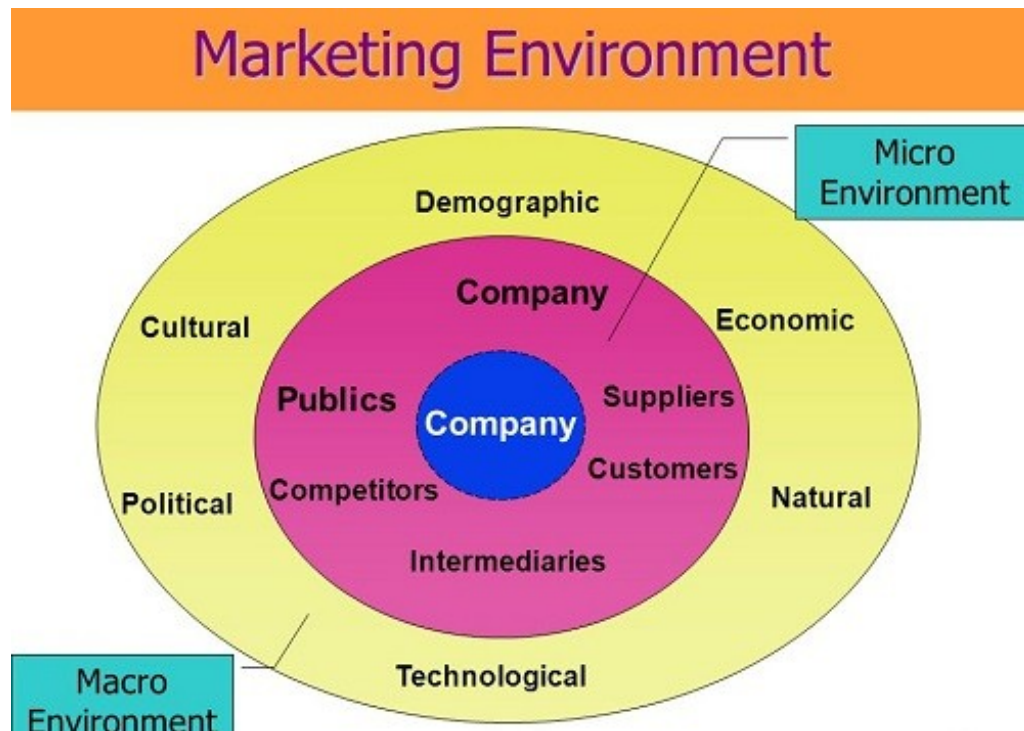 Marketing Environment
Micro
Environment
Demographic
Company
Cultural
Economic
Publics
Suppliers
Company
Customers
Competitors
Political
Natural
Intermediaries
Technological
Macro
Environment